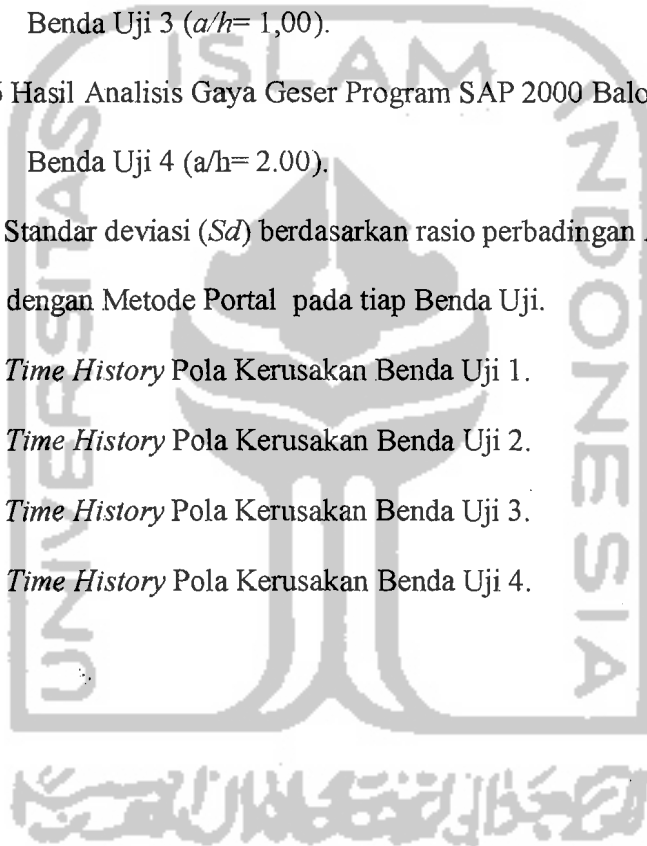 Benda Uji 3 (a/h= 1,00).
Hasil Analisis Gaya Geser Program SAP 2000 Balo
Benda Uji 4 (a/h= 2.00).
Standar deviasi (Sd) berdasarkan rasio perbadingan
dengan Metode Portal pada tiap Benda Uji.
Time History Pola Kerusakan Benda Uji 1.
Time History Pola Kerusakan Benda Uji 2.
Time History Pola Kerusakan Benda Uji 3.
Time History Pola Kerusakan Benda Uji 4.
ISLAM
UNIVERSITAS
INDONESIA